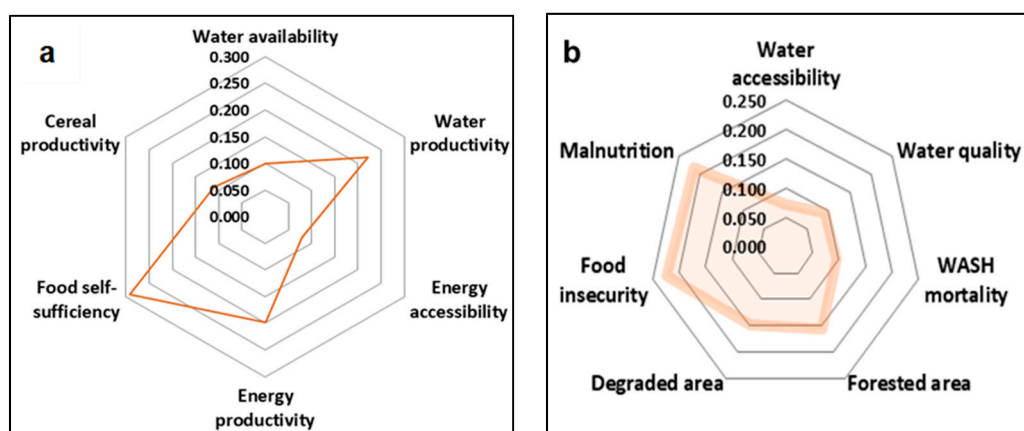 a
Water availability
0.300
0.250
0.200
0.150
0.100
0.050
0.000
Cereal
productivity
Water
productivity
Food self-
sufficiency
Energy
accessibility
Energy
productivity
b
Water
accessibility
0.250
0.200
0.150
0.100
0.050
0.000
Malnutrition
Water quality
Food
insecurity
WASH
mortality
Degraded area
Forested area